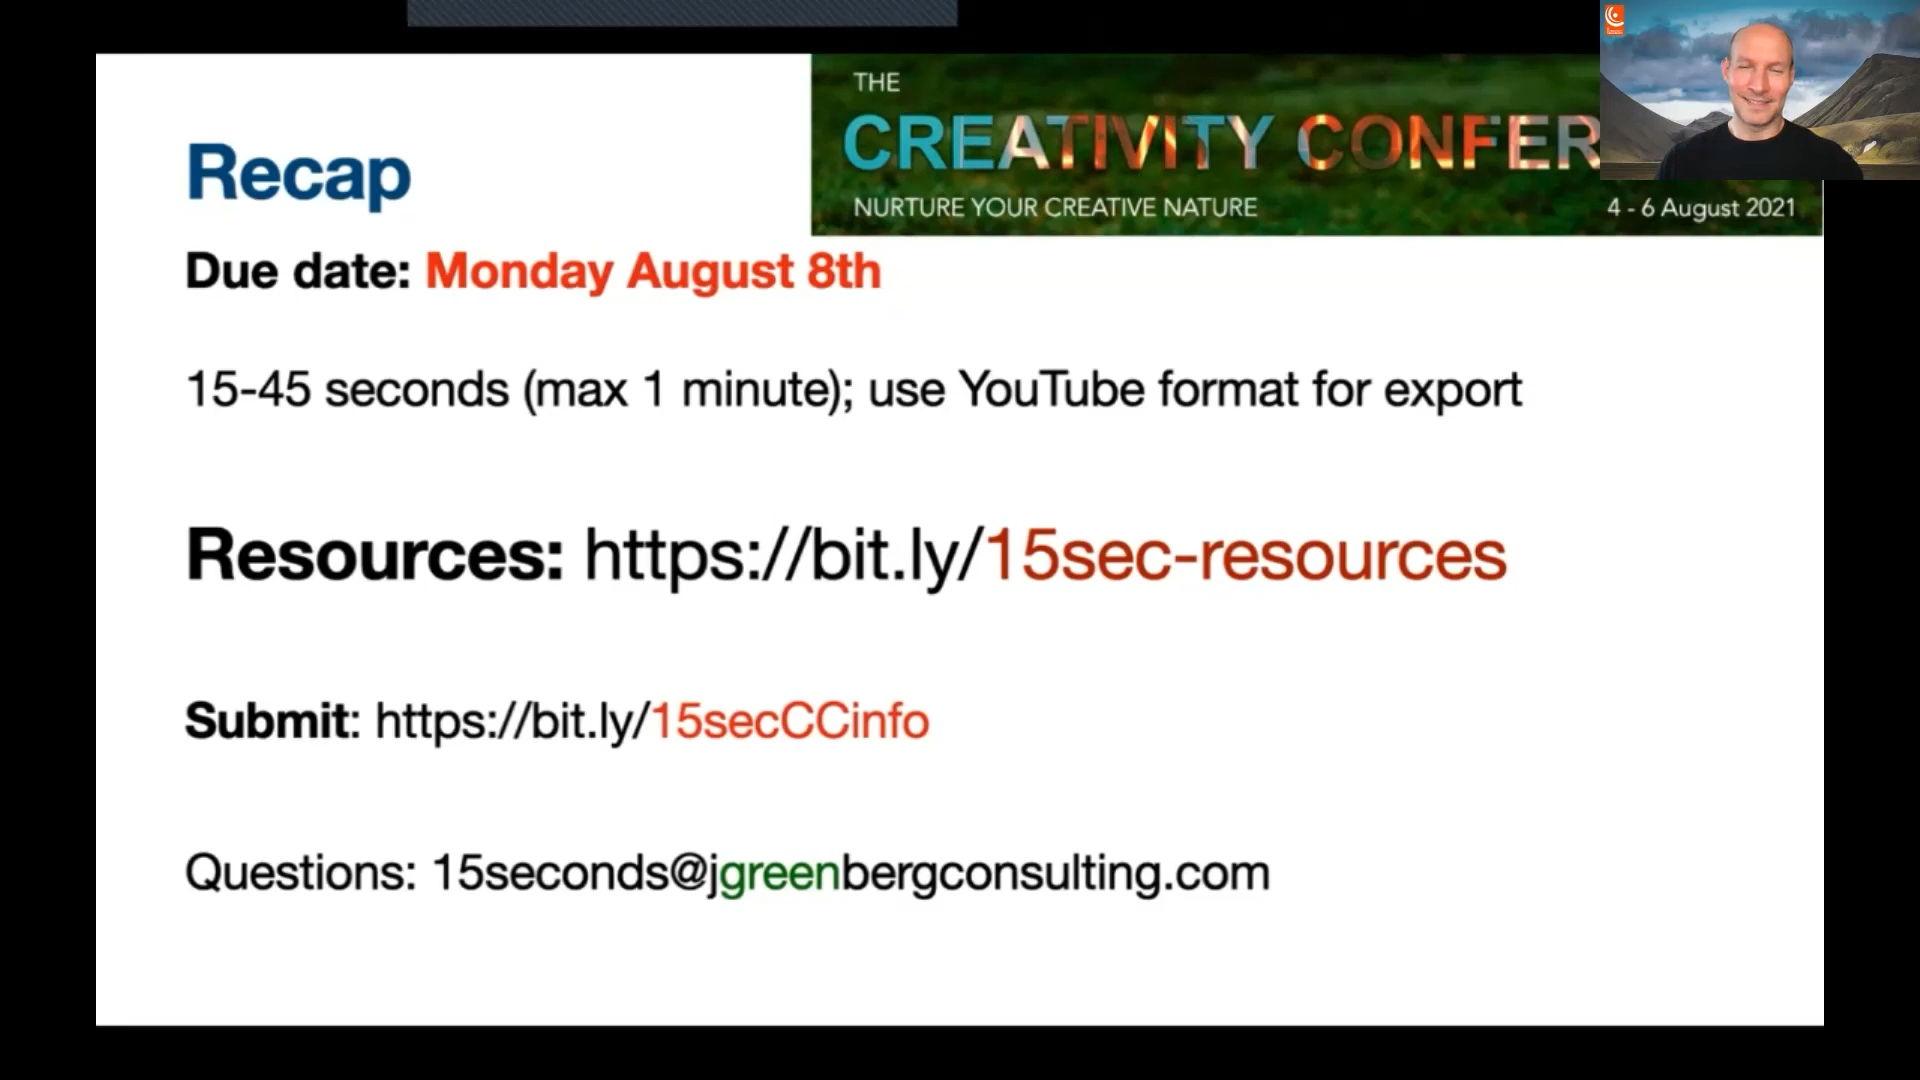 THE
CREATIVITY CONFER
NURTURE YOUR CREATIVE NATURE
4 - 6 August 2021
Recap
Due date: Monday August 8th
15-45 seconds (max 1 minute); use YouTube format for export
Resources: https://bit.ly/15sec-resources
Submit: https://bit.ly/15secCCinfo
Questions: 15seconds@jgreenbergconsulting.com